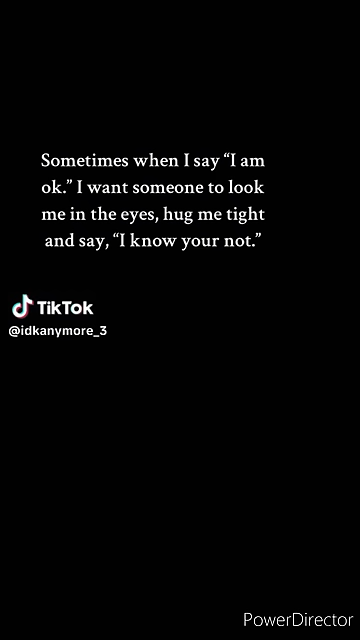 Sometimes when I say “I am
ok.” I want someone to look
me in the eyes, hug me tight
and say, “I know your not.”
TikTok
@idkanymore_3
PowerDirector